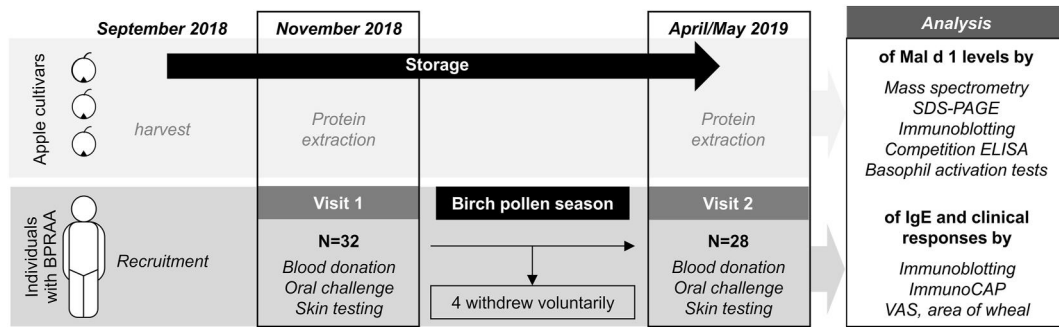 September 2018
November 2018
April/May 2019
Analysis
Apple cultivars
Storage
harvest
Protein
extraction
Protein
extraction
of Mal d 1 levels by
Mass spectrometry
SDS-PAGE
Immunoblotting
Competition ELISA
Basophil activation tests
Individuals
with BPRAA
Recruitment
Visit 1
N=32
Blood donation
Oral challenge
Skin testing
Birch pollen season
4 withdrew voluntarily
Visit 2
N=28
Blood donation
Oral challenge
Skin testing
of IgE and clinical
responses by
Immunoblotting
ImmunoCAP
VAS, area of wheal